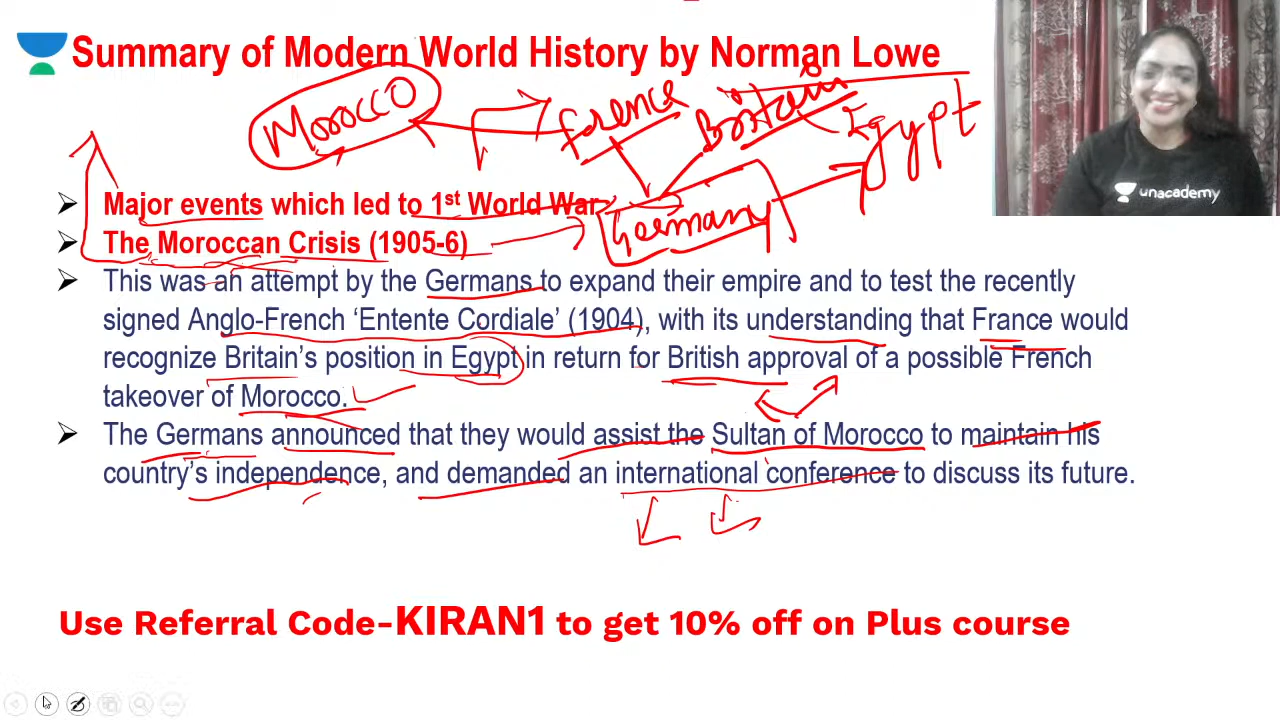 Summary of Modern World History by Norman Lowe
Morocco
France
Britain
Egypt
Germany
unacademy
Major events which led to 1st World War
The Moroccan Crisis (1905-6)
This was an attempt by the Germans to expand their empire and to test the recently
signed Anglo-French ‘Entente Cordiale’ (1904), with its understanding that France would
recognize Britain’s position in Egypt in return for British approval of a possible French
takeover of Morocco.
The Germans announced that they would assist the Sultan of Morocco to maintain his
country’s independence, and demanded an international conference to discuss its future.
Use Referral Code-KIRAN1 to get 10% off on Plus course